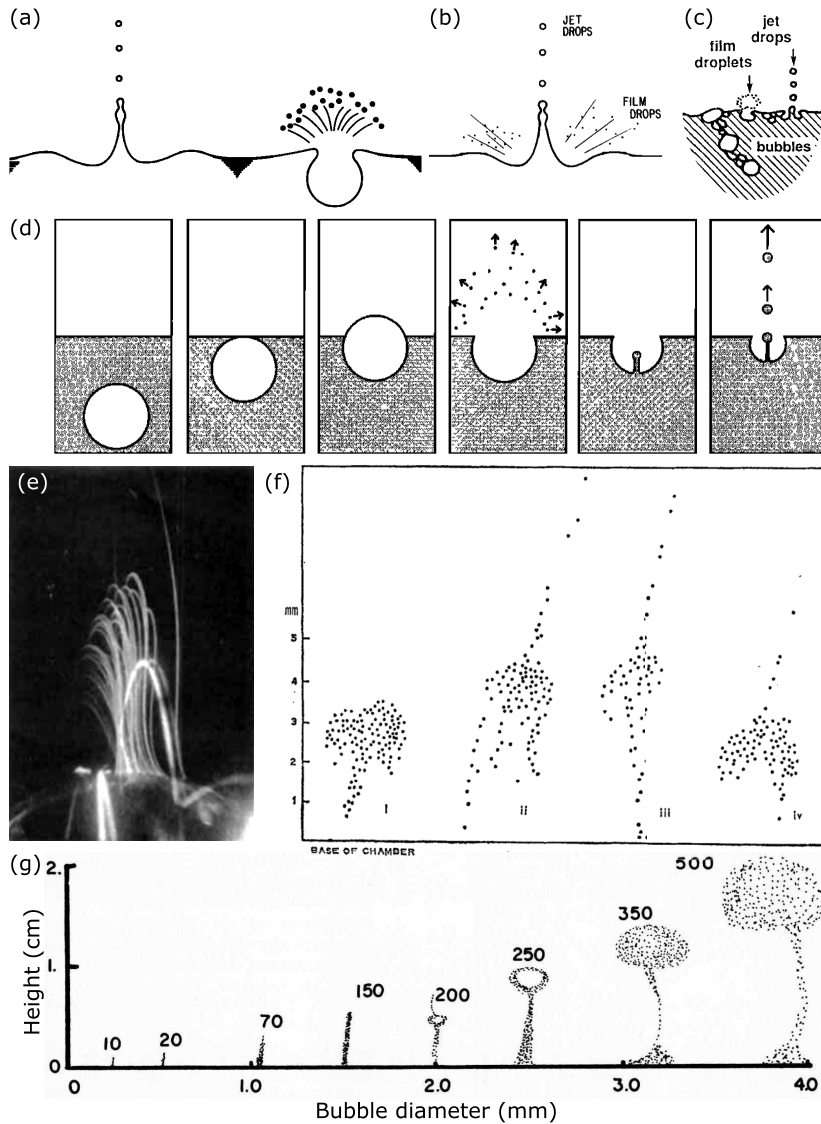 (a)
(b)
JET
DROPS
FILM
DROPS
(c)
film
droplets
jet
drops
bubbles
(d)
(e)
(f)
mm
5
4
3
2
1
i
ii
iii
iv
BASE OF CHAMBER
(g)
Height (cm)
2.
1.
0
10
20
70
150
200
250
350
500
0
1.0
2.0
3.0
4.0
Bubble diameter (mm)